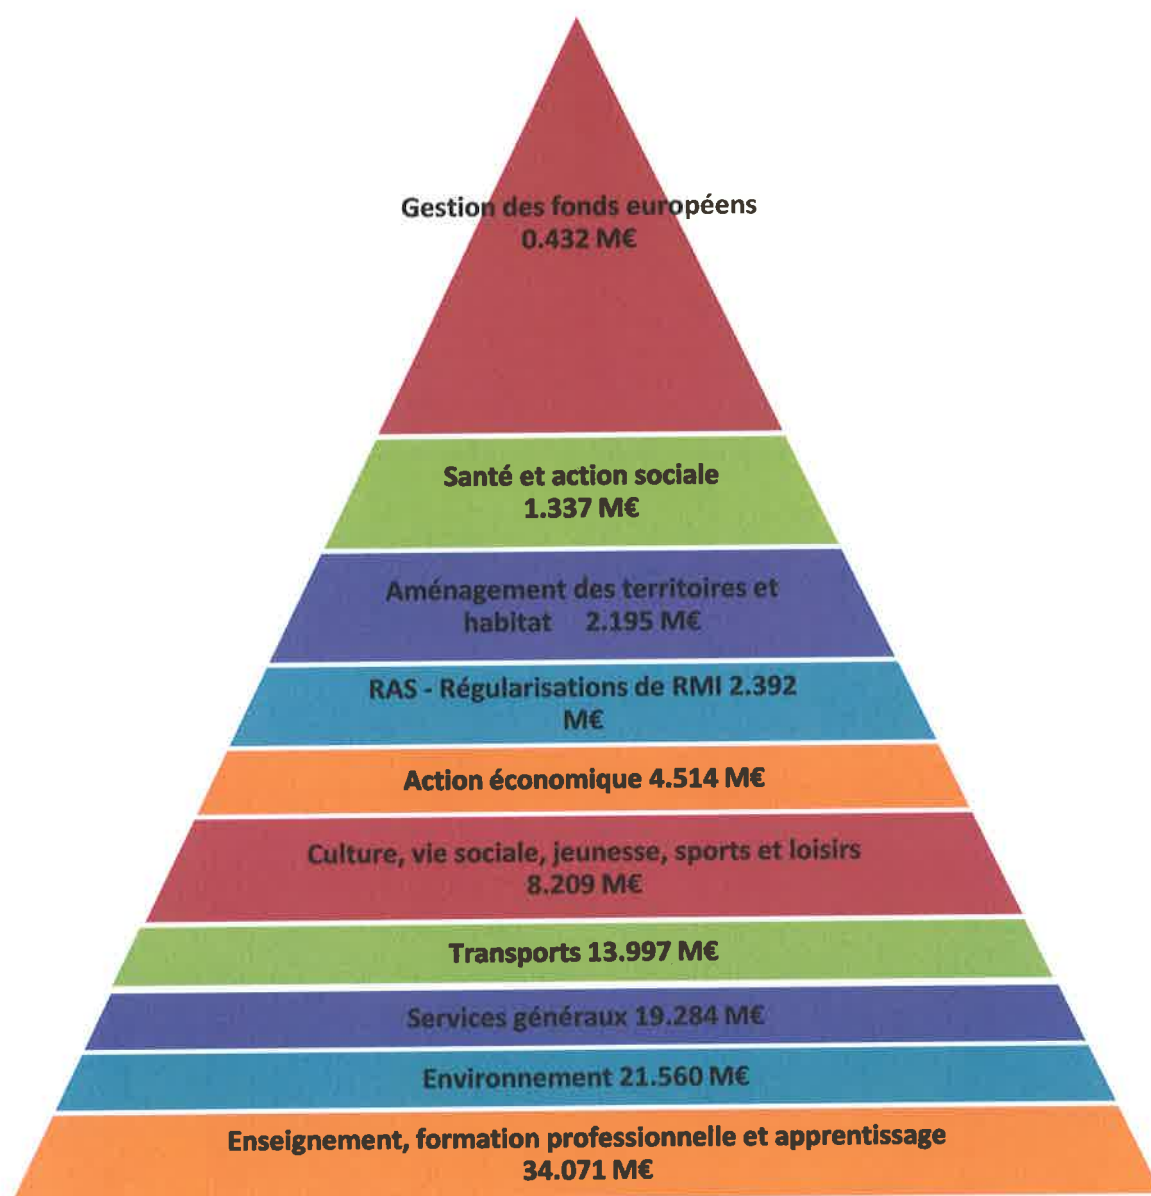 Gestion des fonds européens
0.432 M€
Santé et action sociale
1.337 M€
Aménagement des territoires et
habitat 2.195 M€
RAS - Régularisations de RMI 2.392
M€
Action économique 4.514 M€
Culture, vie sociale, jeunesse, sports et loisirs
8.209 M€
Transports 13.997 M€
Services généraux 19.284 M€
Environnement 21.560 M€
Enseignement, formation professionnelle et apprentissage
34.071 M€